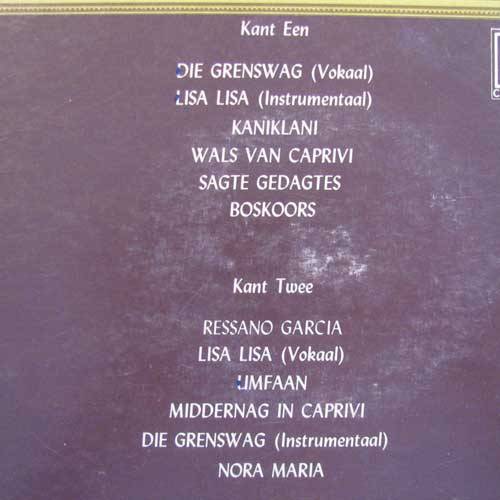 Kant Een
DIE GRENSWAG (Vokaal)
LISA LISA (Instrumentaal)
KANIKLANI
WALS VAN CAPRIVI
SAGTE GEDAGTES
BOSKOORS
Kant Twee
RESSANO GARCIA
LISA LISA (Vokaal)
UMFAAN
MIDDERNAG IN CAPRIVI
DIE GRENSWAG (Instrumentaal)
NORA MARIA